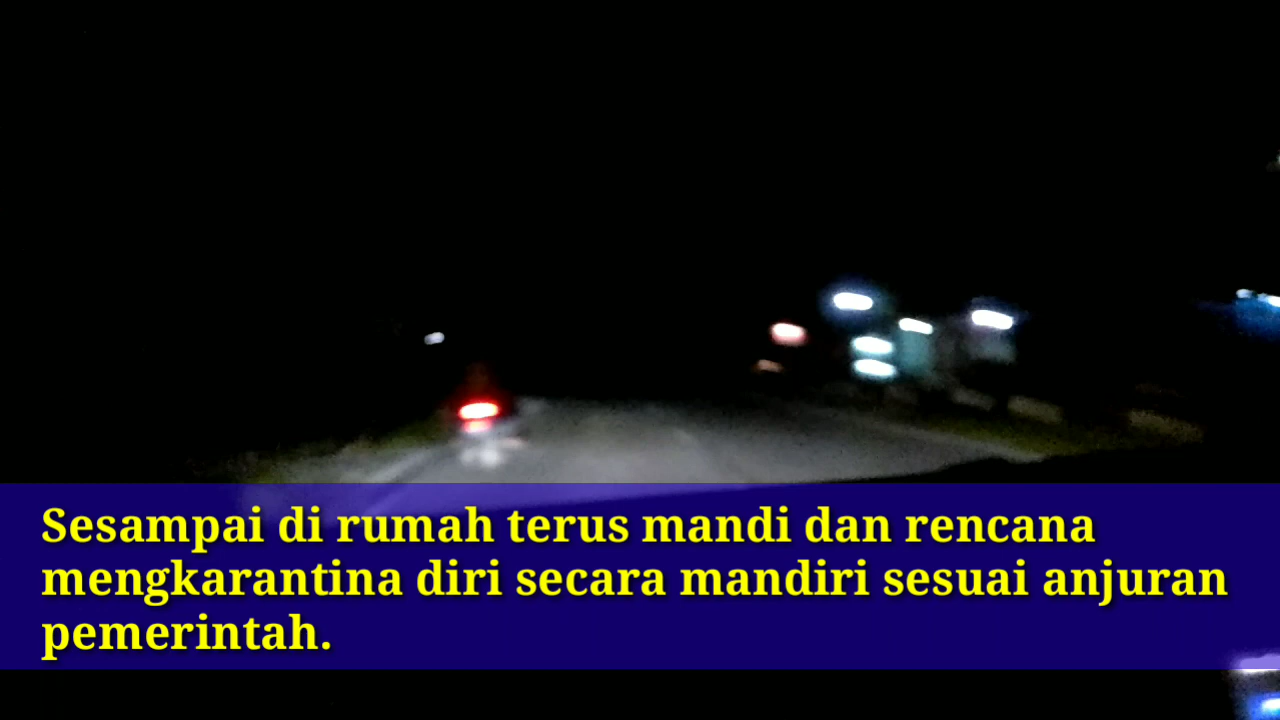 Sesampai di rumah terus mandi dan rencana
mengkarantina diri secara mandiri sesuai anjuran
pemerintah.